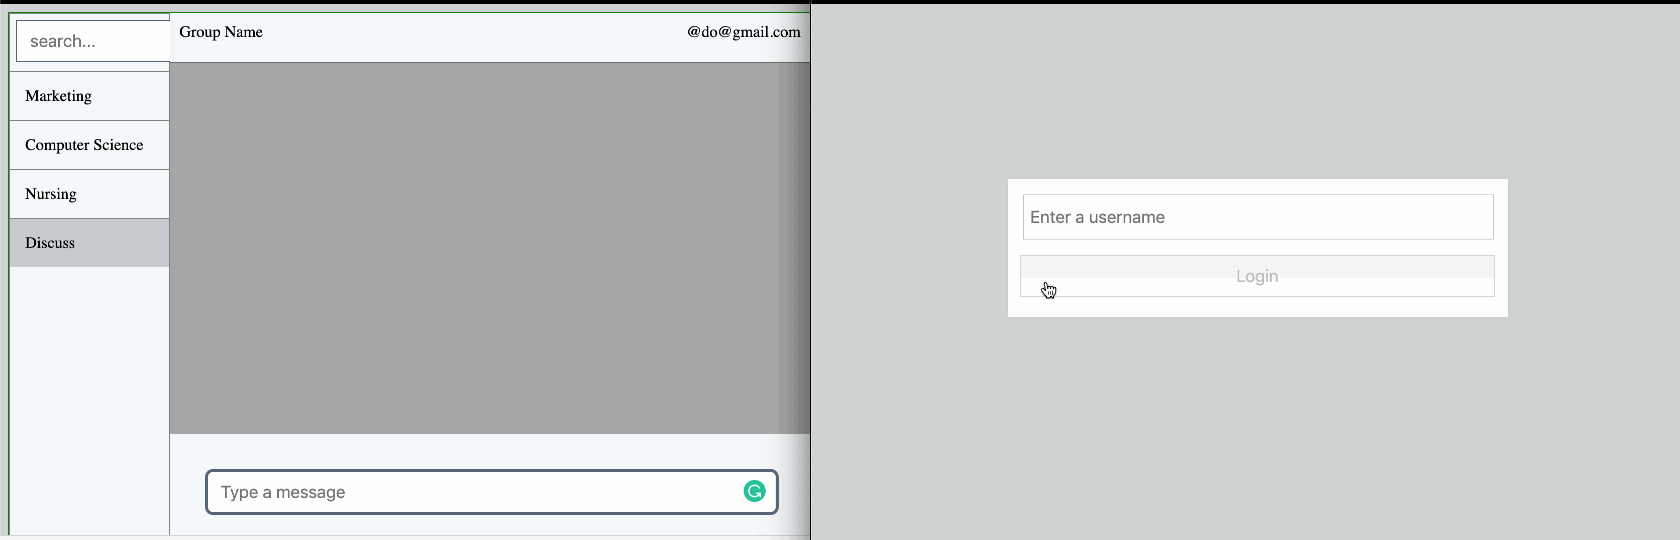 search...
Group Name
@do@gmail.com
Marketing
Computer Science
Nursing
Discuss
Type a message
Enter a username
Login